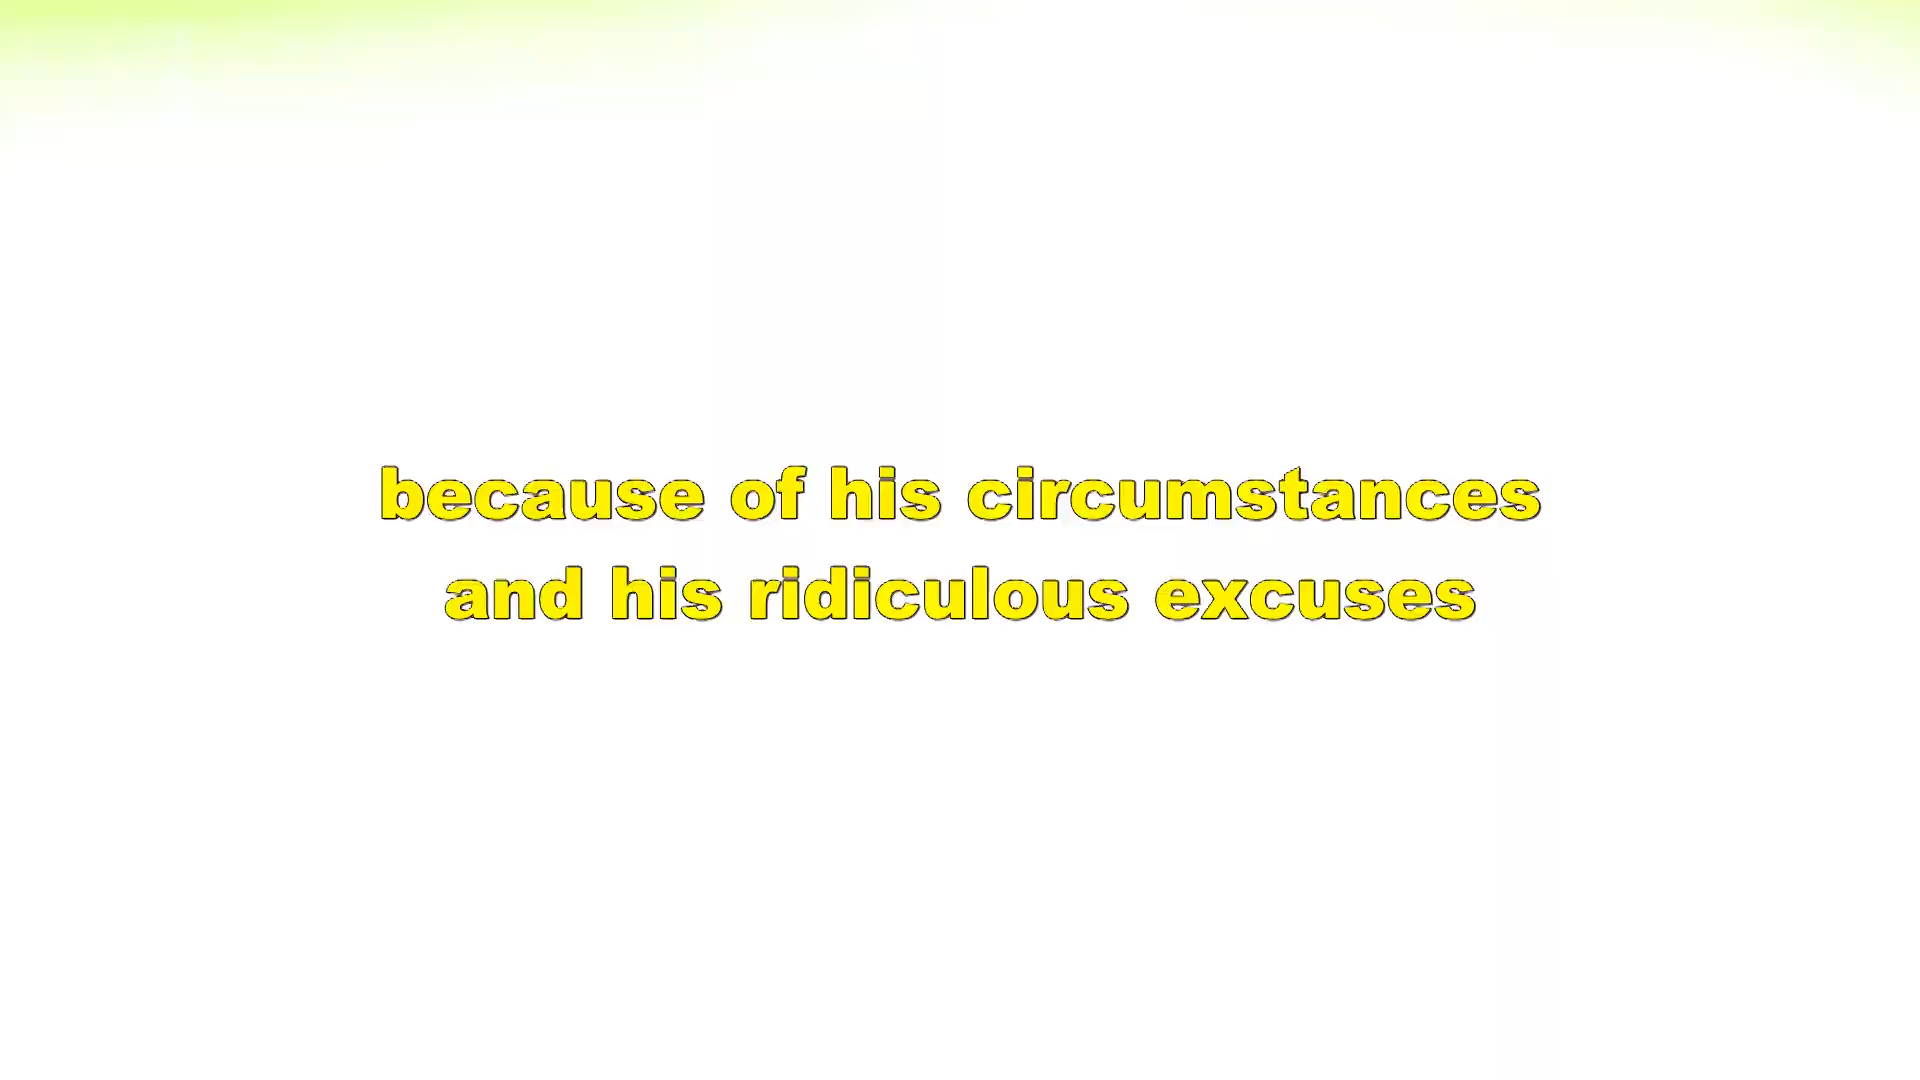 because of his circumstances
and his ridiculous excuses